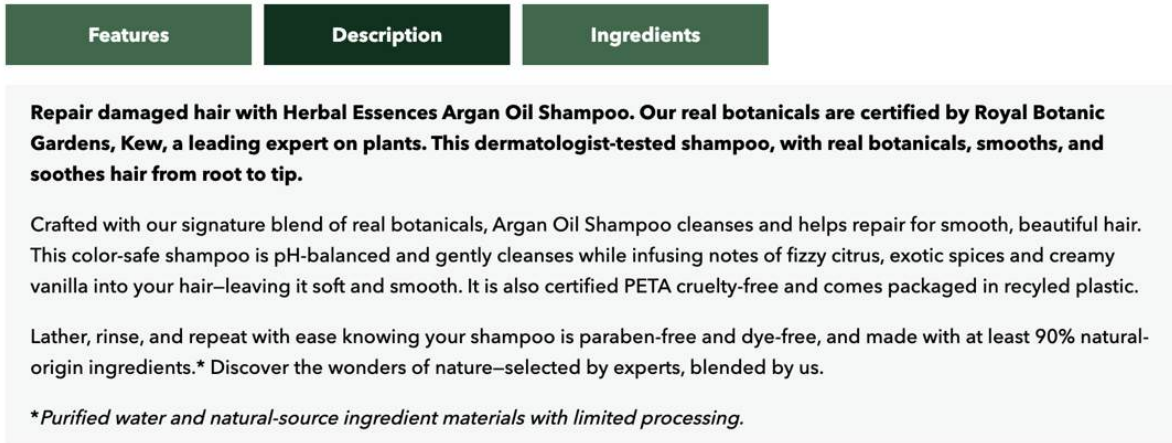 Features
Description
Ingredients
Repair damaged hair with Herbal Essences Argan Oil Shampoo. Our real botanicals are certified by Royal Botanic
Gardens, Kew, a leading expert on plants. This dermatologist-tested shampoo, with real botanicals, smooths, and
soothes hair from root to tip.
Crafted with our signature blend of real botanicals, Argan Oil Shampoo cleanses and helps repair for smooth, beautiful hair.
This color-safe shampoo is pH-balanced and gently cleanses while infusing notes of fizzy citrus, exotic spices and creamy
vanilla into your hair—leaving it soft and smooth. It is also certified PETA cruelty-free and comes packaged in recyled plastic.
Lather, rinse, and repeat with ease knowing your shampoo is paraben-free and dye-free, and made with at least 90% natural-
origin ingredients.* Discover the wonders of nature—selected by experts, blended by us.
*Purified water and natural-source ingredient materials with limited processing.